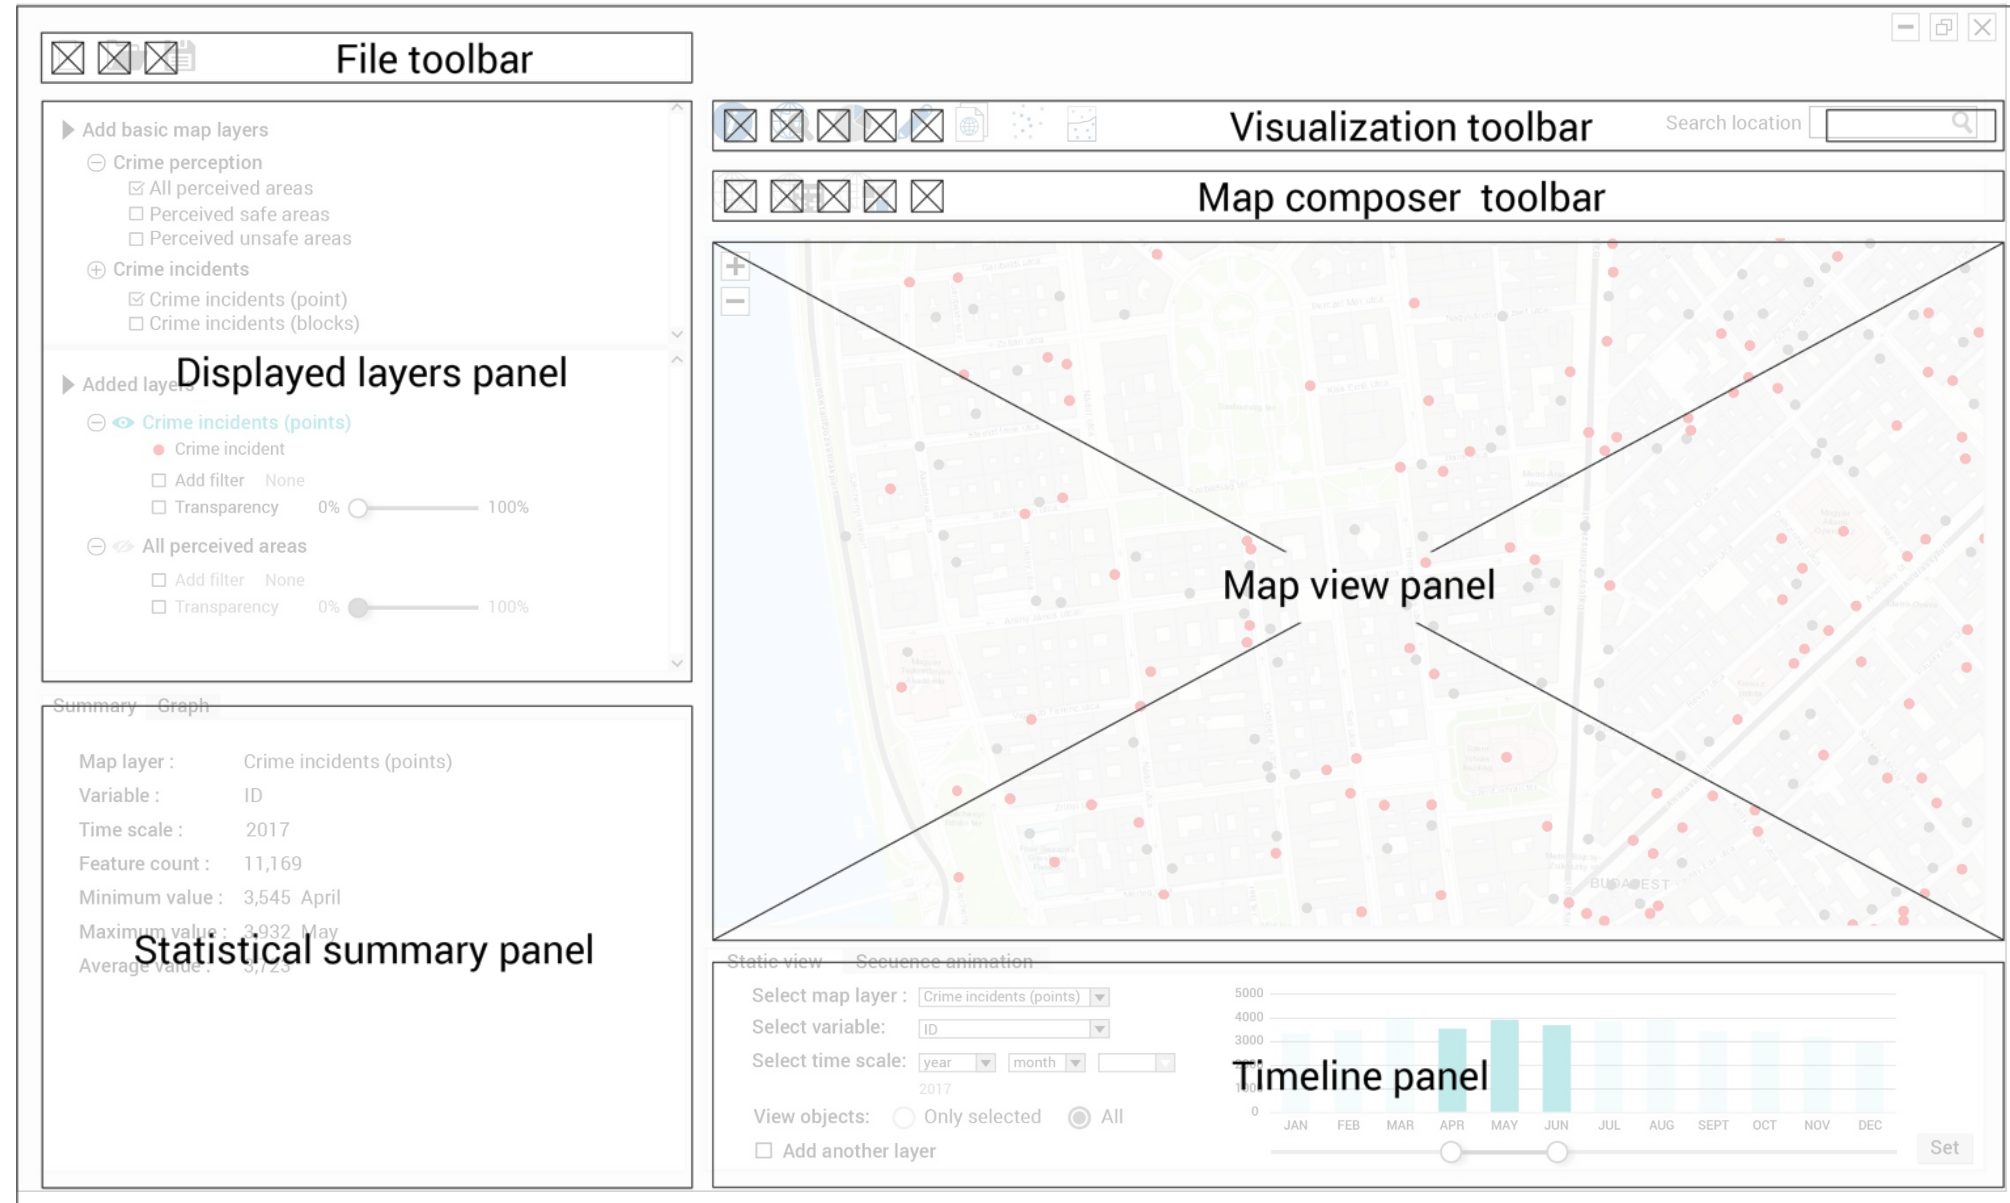 File toolbar
Add basic map layers
Crime perception
All perceived areas
Perceived safe areas
Perceived unsafe areas
Crime incidents
Crime incidents (point)
Crime incidents (blocks)
Displayed layers panel
Added layers
Crime incidents (points)
Crime incident
Add filter None
Transparency 0% 100%
All perceived areas
Add filter None
Transparency 0% 100%
Summary Graph
Map layer : Crime incidents (points)
Variable : ID
Time scale : 2017
Feature count : 11,169
Minimum value : 3,545 April
Maximum value : 3,932 May
Statistical summary panel
Average value : 3,723
Visualization toolbar
Search location
Map composer toolbar
Map view panel
BUDAPEST
Static view Secuence animation
Select map layer : Crime incidents (points)
Select variable: ID
Select time scale: year month
2017
View objects: Only selected All
Add another layer
Timeline panel
5000
4000
3000
2000
1000
0
JAN FEB MAR APR MAY JUN JUL AUG SEPT OCT NOV DEC
Set